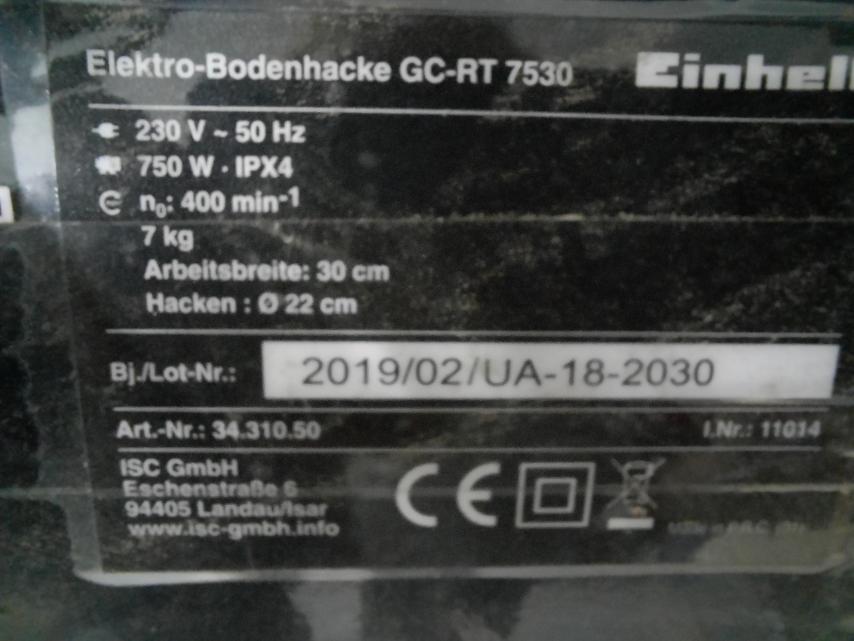 Elektro-Bodenhacke GC-RT 7530 Einhell
230 V ~ 50 Hz
750 W · IPX4
n₀: 400 min⁻¹
7 kg
Arbeitsbreite: 30 cm
Hacken : Ø 22 cm
Bj./Lot-Nr.: 2019/02/UA-18-2030
Art.-Nr.: 34.310.50 I.Nr.: 11014
ISC GmbH
Eschenstraße 6
94405 Landau/Isar
www.isc-gmbh.info
CE